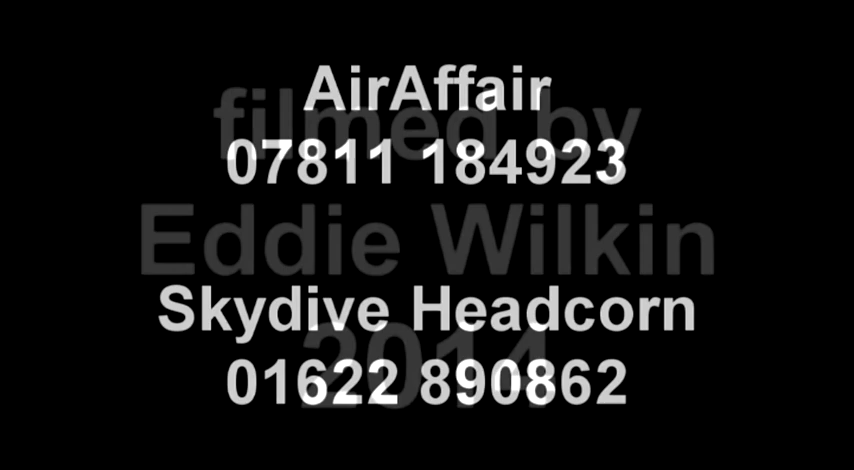 AirAffair
filmed by
07811 184923
Eddie Wilkin
Skydive Headcorn
2014
01622 890862